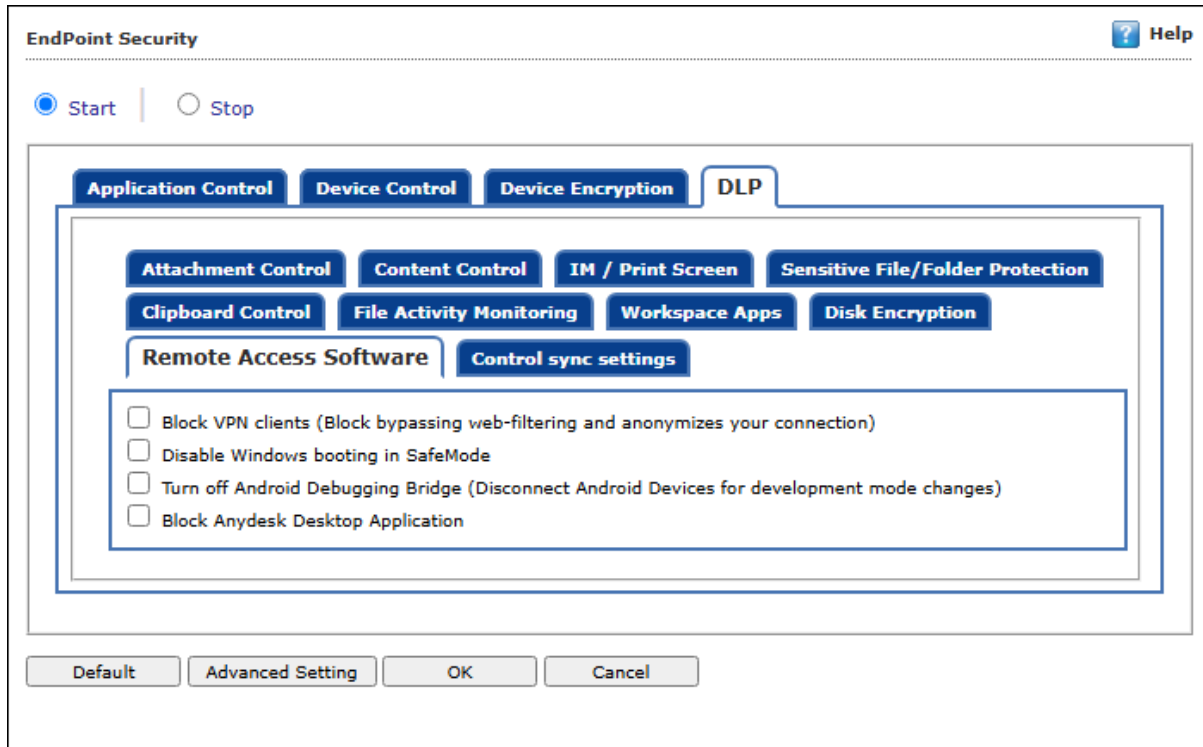 EndPoint Security
? Help
Start Stop
Application Control Device Control Device Encryption DLP
Attachment Control Content Control IM / Print Screen Sensitive File/Folder Protection
Clipboard Control File Activity Monitoring Workspace Apps Disk Encryption
Remote Access Software Control sync settings
Block VPN clients (Block bypassing web-filtering and anonymizes your connection)
Disable Windows booting in SafeMode
Turn off Android Debugging Bridge (Disconnect Android Devices for development mode changes)
Block Anydesk Desktop Application
Default Advanced Setting OK Cancel